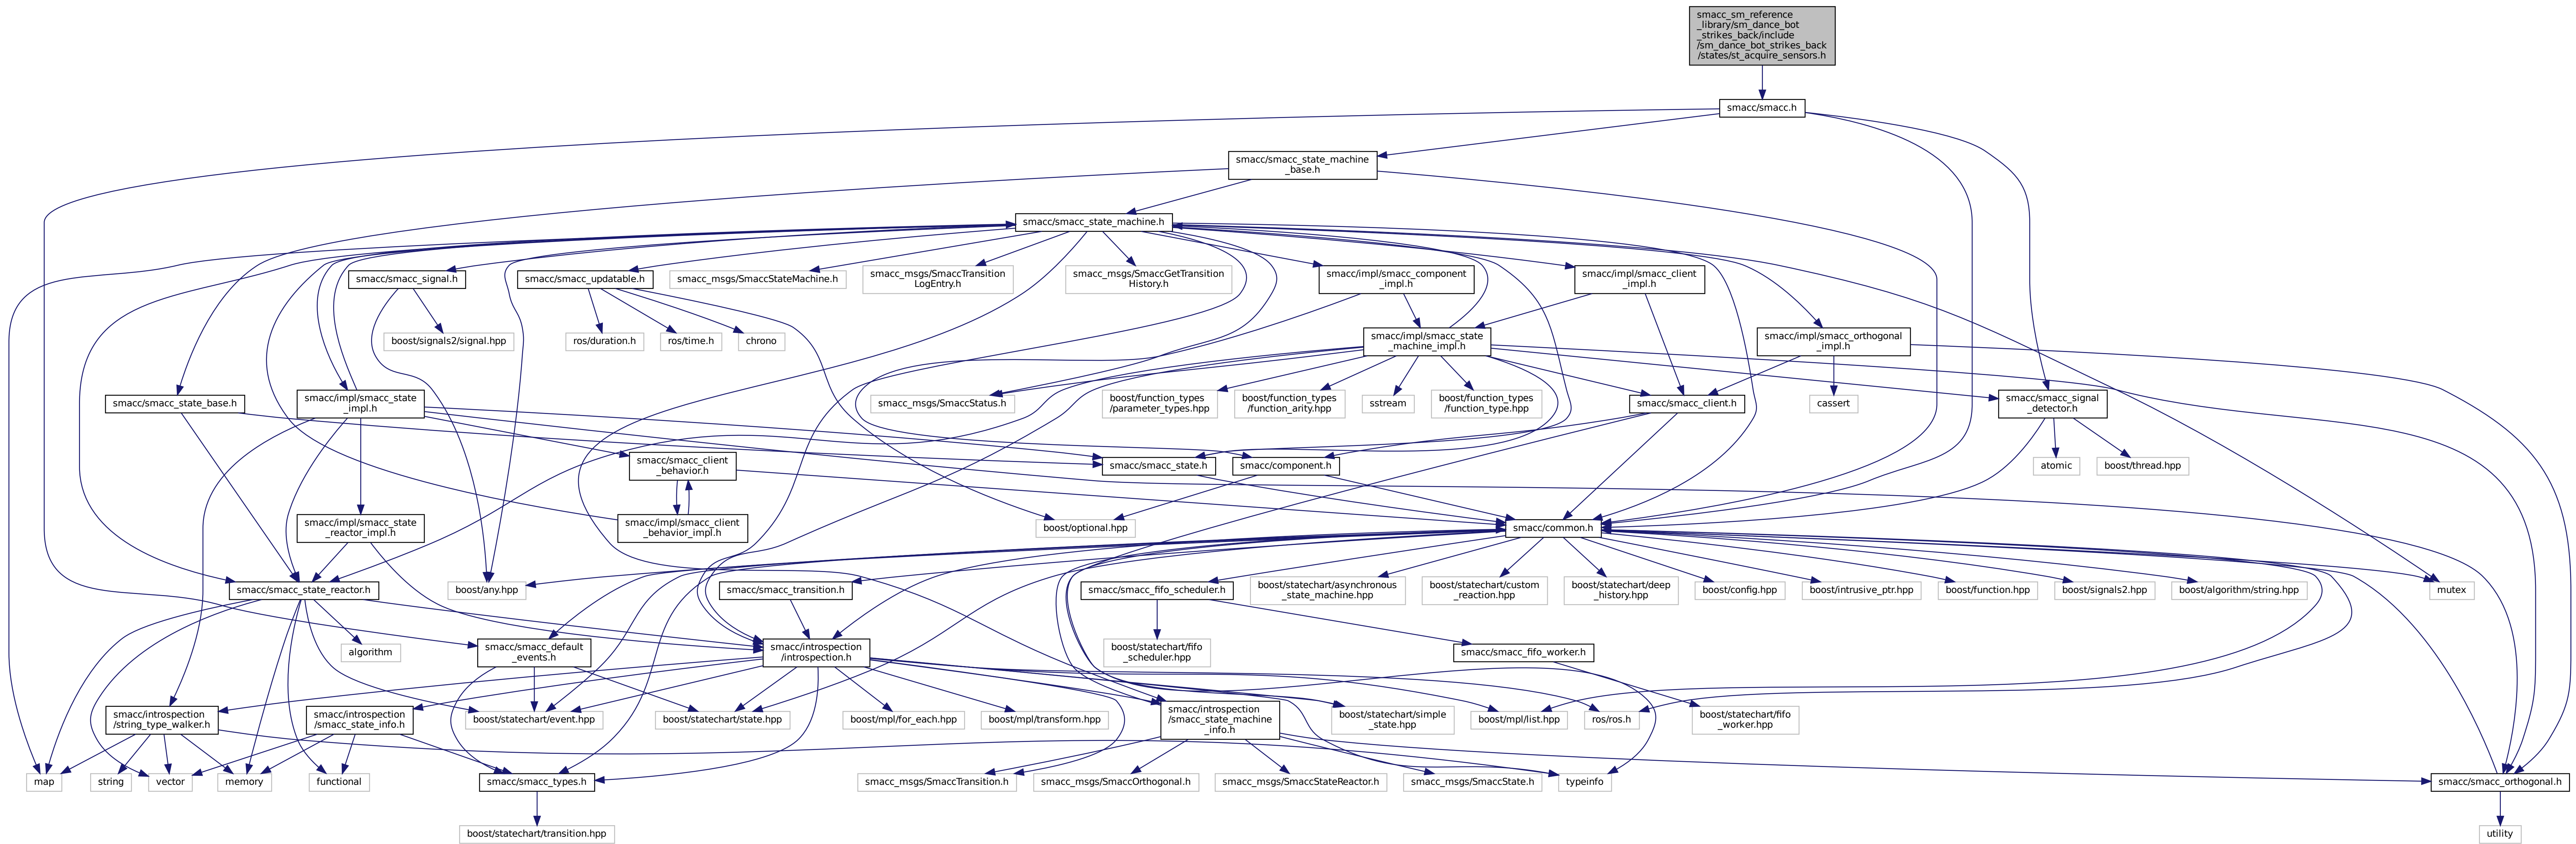 smacc_sm_reference
_library/sm_dance_bot
_strikes_back/include
/sm_dance_bot_strikes_back
/states/st_acquire_sensors.h
smacc/smacc.h
smacc/smacc_state_machine
_base.h
smacc/smacc_state_machine.h
smacc/smacc_signal.h
smacc/smacc_updatable.h
smacc_msgs/SmaccStateMachine.h
smacc_msgs/SmaccTransition
LogEntry.h
smacc_msgs/SmaccGetTransition
History.h
smacc/impl/smacc_component
_impl.h
smacc/impl/smacc_client
_impl.h
boost/signals2/signal.hpp
ros/duration.h
ros/time.h
chrono
smacc/impl/smacc_state
_machine_impl.h
smacc/impl/smacc_orthogonal
_impl.h
smacc/smacc_state_base.h
smacc/impl/smacc_state
_impl.h
smacc_msgs/SmaccStatus.h
boost/function_types
/parameter_types.hpp
boost/function_types
/function_arity.hpp
sstream
boost/function_types
/function_type.hpp
smacc/smacc_client.h
cassert
smacc/smacc_signal
_detector.h
smacc/smacc_client
_behavior.h
smacc/smacc_state.h
smacc/component.h
atomic
boost/thread.hpp
smacc/impl/smacc_state
_reactor_impl.h
smacc/impl/smacc_client
_behavior_impl.h
boost/optional.hpp
smacc/common.h
smacc/smacc_state_reactor.h
boost/any.hpp
smacc/smacc_transition.h
smacc/smacc_fifo_scheduler.h
boost/statechart/asynchronous
_state_machine.hpp
boost/statechart/custom
_reaction.hpp
boost/statechart/deep
_history.hpp
boost/config.hpp
boost/intrusive_ptr.hpp
boost/function.hpp
boost/signals2.hpp
boost/algorithm/string.hpp
mutex
algorithm
smacc/smacc_default
_events.h
smacc/introspection
/introspection.h
boost/statechart/fifo
_scheduler.hpp
smacc/smacc_fifo_worker.h
smacc/introspection
/string_type_walker.h
smacc/introspection
/smacc_state_info.h
boost/statechart/event.hpp
boost/statechart/state.hpp
boost/mpl/for_each.hpp
boost/mpl/transform.hpp
smacc/introspection
/smacc_state_machine
_info.h
boost/statechart/simple
_state.hpp
boost/mpl/list.hpp
ros/ros.h
boost/statechart/fifo
_worker.hpp
map
string
vector
memory
functional
smacc/smacc_types.h
smacc_msgs/SmaccTransition.h
smacc_msgs/SmaccOrthogonal.h
smacc_msgs/SmaccStateReactor.h
smacc_msgs/SmaccState.h
typeinfo
smacc/smacc_orthogonal.h
boost/statechart/transition.hpp
utility